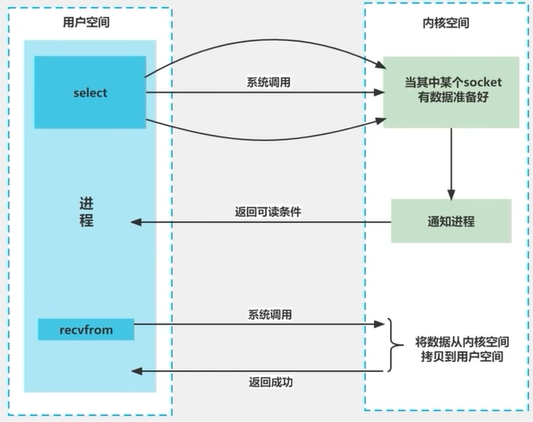 用户空间
内核空间
select
系统调用
当其中某个socket
有数据准备好
进
程
返回可读条件
通知进程
recvfrom
系统调用
将数据从内核空间
拷贝到用户空间
返回成功